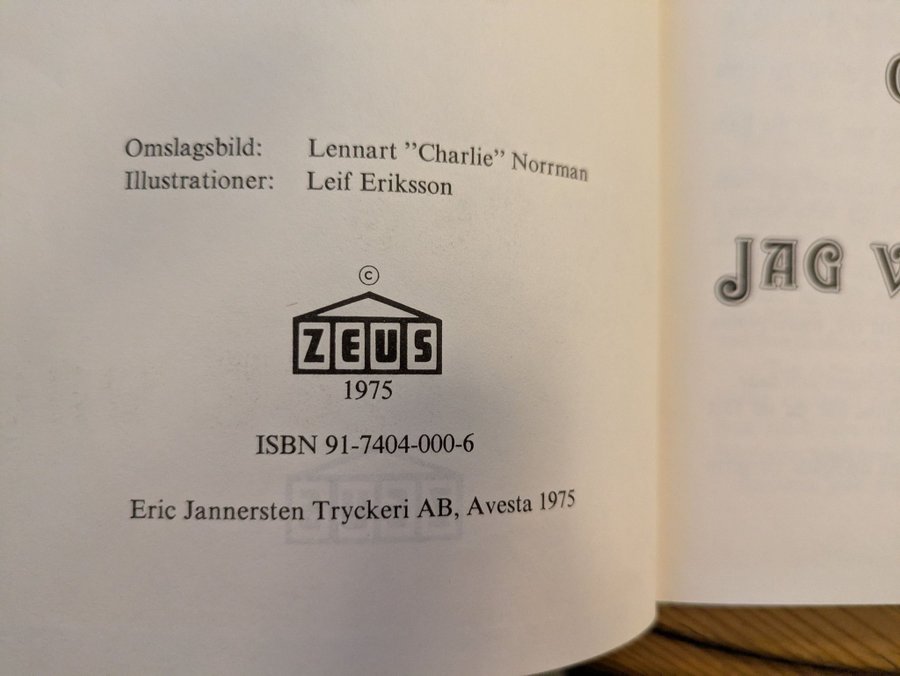 Omslagsbild: Lennart ”Charlie” Norrman
Illustrationer: Leif Eriksson
©
ZEUS
1975
ISBN 91-7404-000-6
Eric Jannersten Tryckeri AB, Avesta 1975
JAG